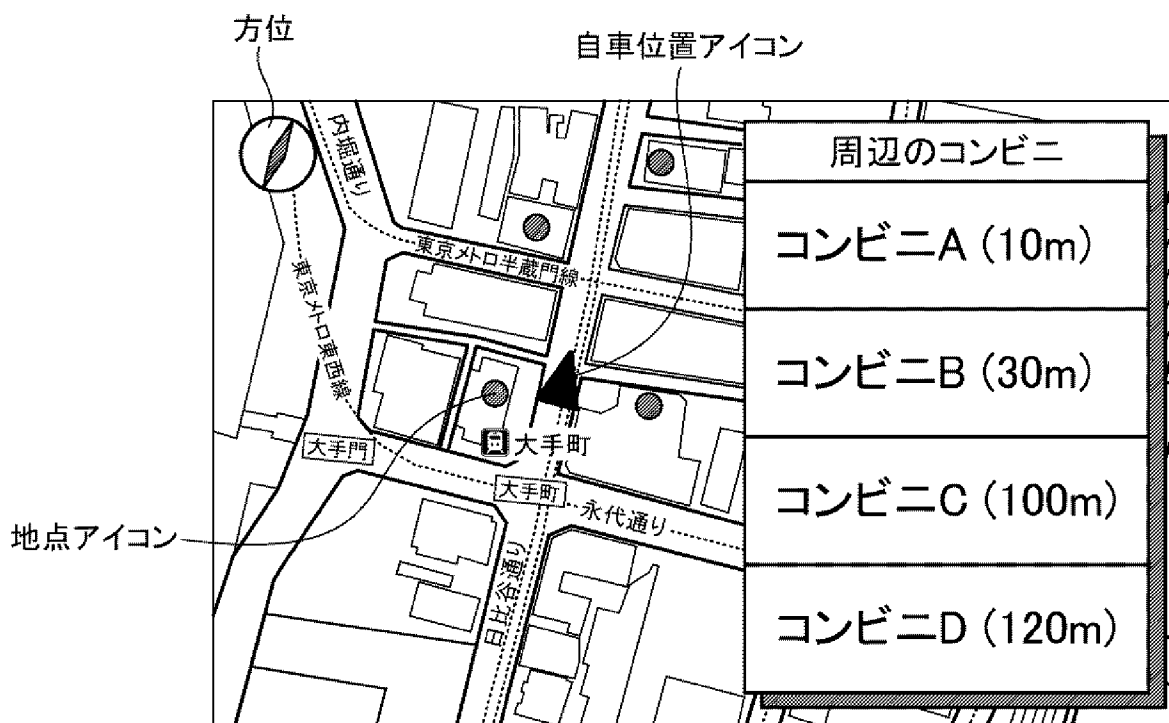 方位
自車位置アイコン
内堀通り
周辺のコンビニ
コンビニA (10m)
東京メトロ半蔵門線
東京メトロ東西線
コンビニB (30m)
大手町
大手門
大手町
永代通り
コンビニC (100m)
地点アイコン
日比谷通り
コンビニD (120m)